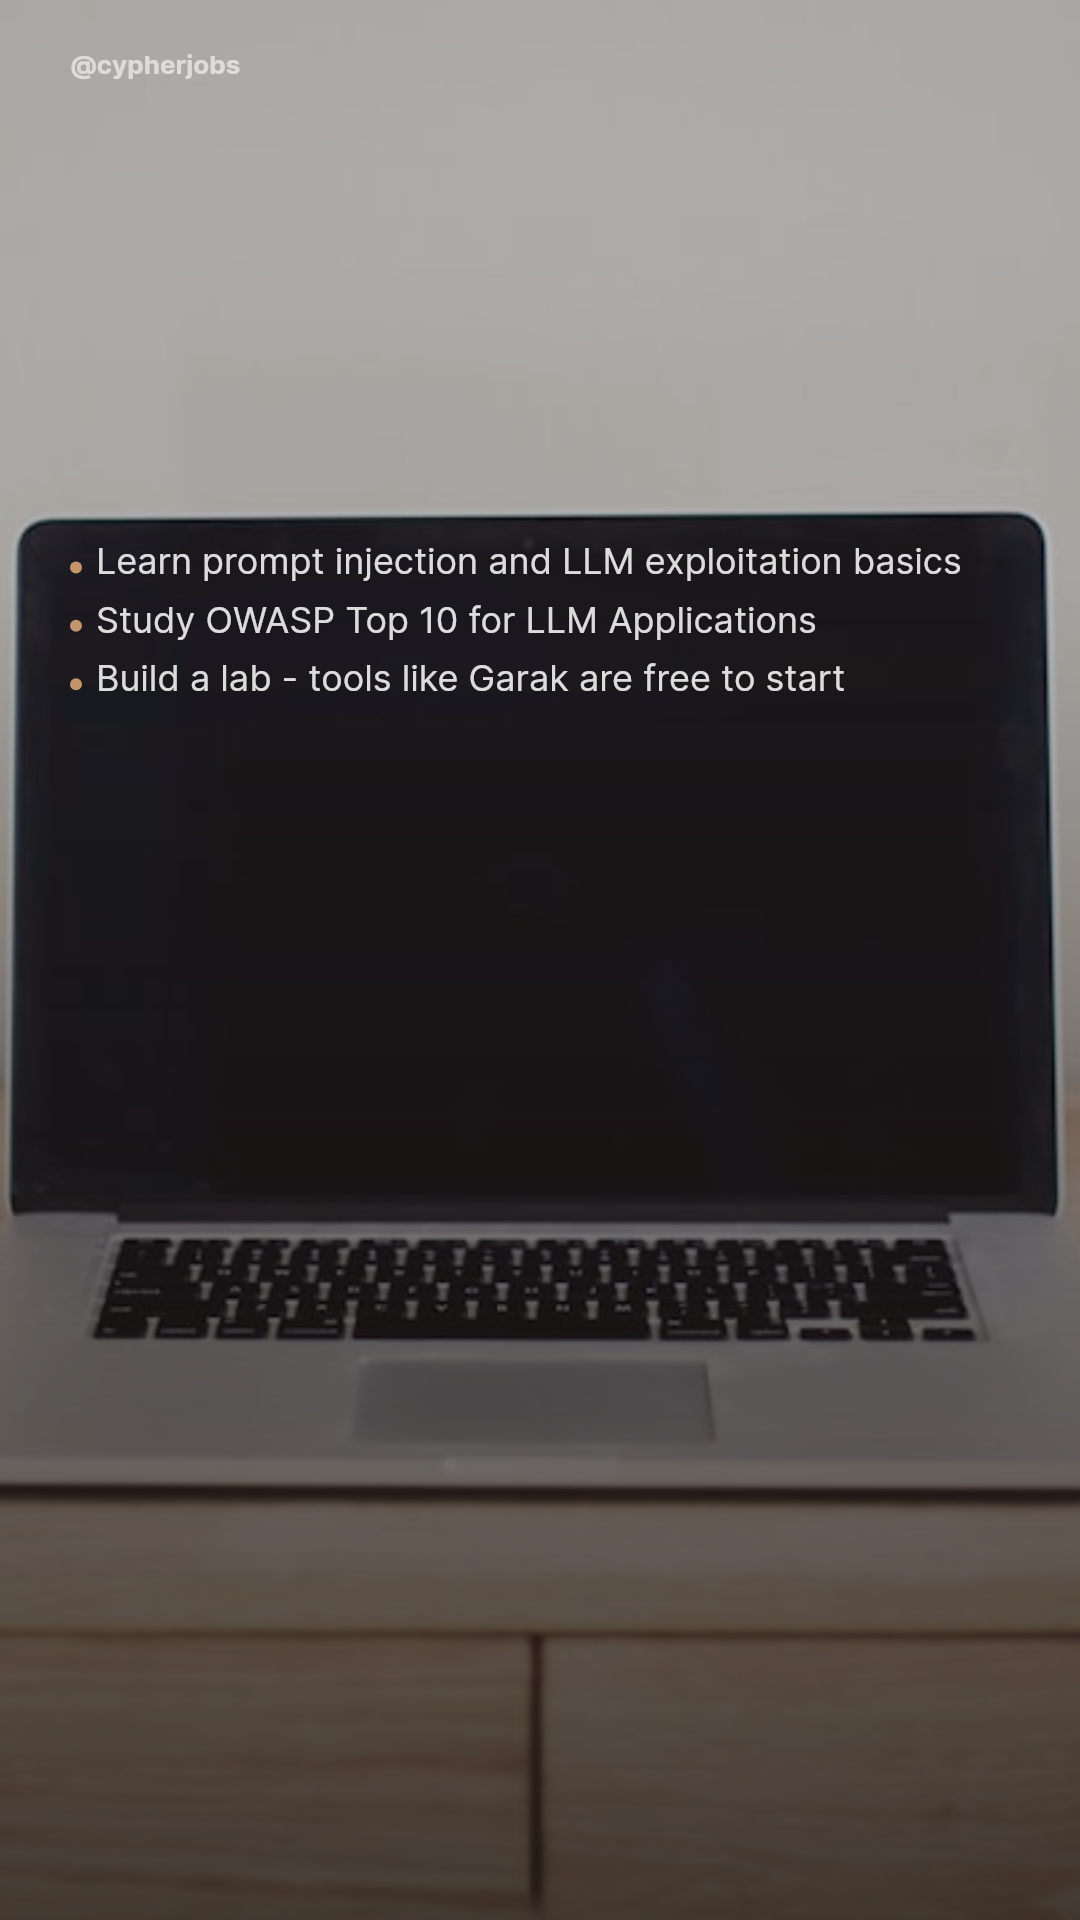 @cypherjobs
• Learn prompt injection and LLM exploitation basics
• Study OWASP Top 10 for LLM Applications
• Build a lab - tools like Garak are free to start